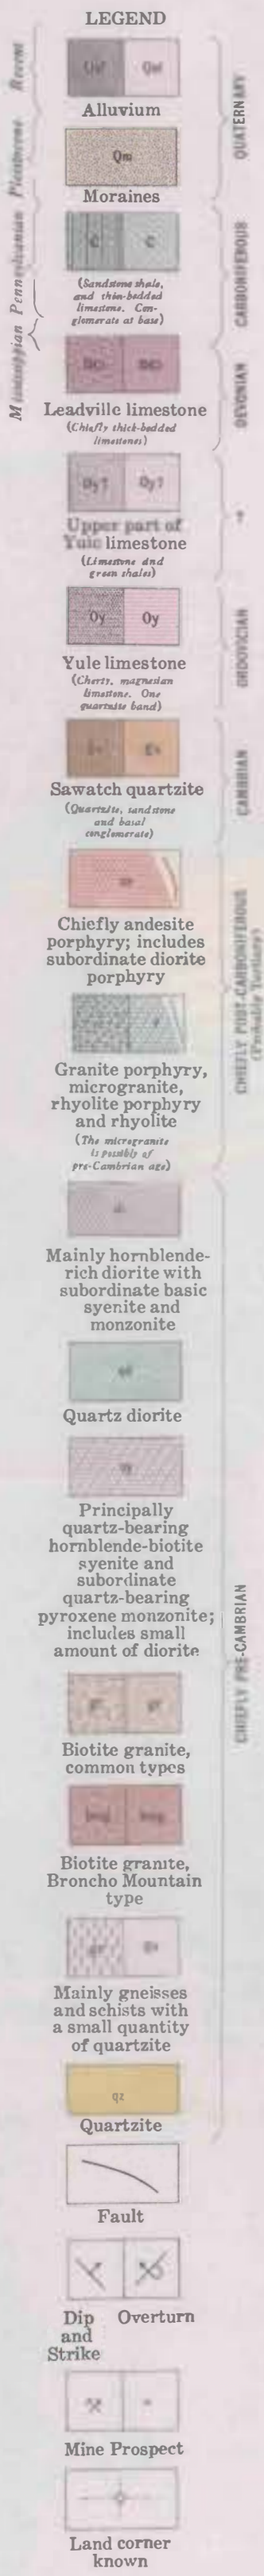 LEGEND
Recent
Qal
Alluvium
QUATERNARY
Pleistocene
Qm
Moraines
Pennsylvanian
C C
(Sandstone shale,
and thin-bedded
limestone. Con-
glomerate at base)
CARBONIFEROUS
Mississippian
Leadville limestone
(Chiefly thick-bedded
limestones)
DEVONIAN
Oy? Oy?
Upper part of
Yule limestone
(Limestone and
green shales)
?
Oy Oy
Yule limestone
(Cherty, magnesian
limestone. One
quartzite band)
ORDOVICIAN
Sawatch quartzite
(Quartzite, sandstone
and basal
conglomerate)
CAMBRIAN
Chiefly andesite
porphyry; includes
subordinate diorite
porphyry
Granite porphyry,
microgranite,
rhyolite porphyry
and rhyolite
(The microgranite
is possibly of
pre-Cambrian age)
CHIEFLY POST-CARBONIFEROUS
(Probably Tertiary)
Mainly hornblende-
rich diorite with
subordinate basic
syenite and
monzonite
Quartz diorite
Principally
quartz-bearing
hornblende-biotite
syenite and
subordinate
quartz-bearing
pyroxene monzonite;
includes small
amount of diorite
Biotite granite,
common types
Biotite granite,
Broncho Mountain
type
Mainly gneisses
and schists with
a small quantity
of quartzite
qz
Quartzite
CHIEFLY PRE-CAMBRIAN
Fault
Dip Overturn
and
Strike
Mine Prospect
Land corner
known